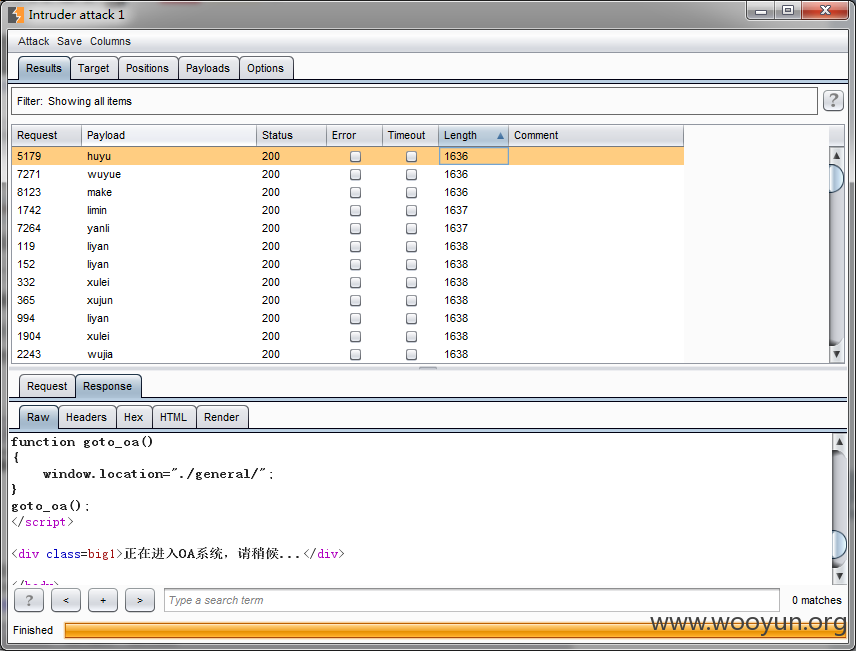 Intruder attack 1
Attack Save Columns
Results Target Positions Payloads Options
Filter: Showing all items
?
Request Payload Status Error Timeout Length Comment
5179 huyu 200 1636
7271 wuyue 200 1636
8123 make 200 1636
1742 limin 200 1637
7264 yanli 200 1637
119 liyan 200 1638
152 liyan 200 1638
332 xulei 200 1638
365 xujun 200 1638
994 liyan 200 1638
1904 xulei 200 1638
2243 wujia 200 1638
Request Response
Raw Headers Hex HTML Render
function goto_oa()
{
window.location="./general/";
}
goto_oa();
</script>
<div class=big1>正在进入OA系统，请稍候...</div>
</body>
? < + > Type a search term 0 matches
Finished
www.wooyun.org